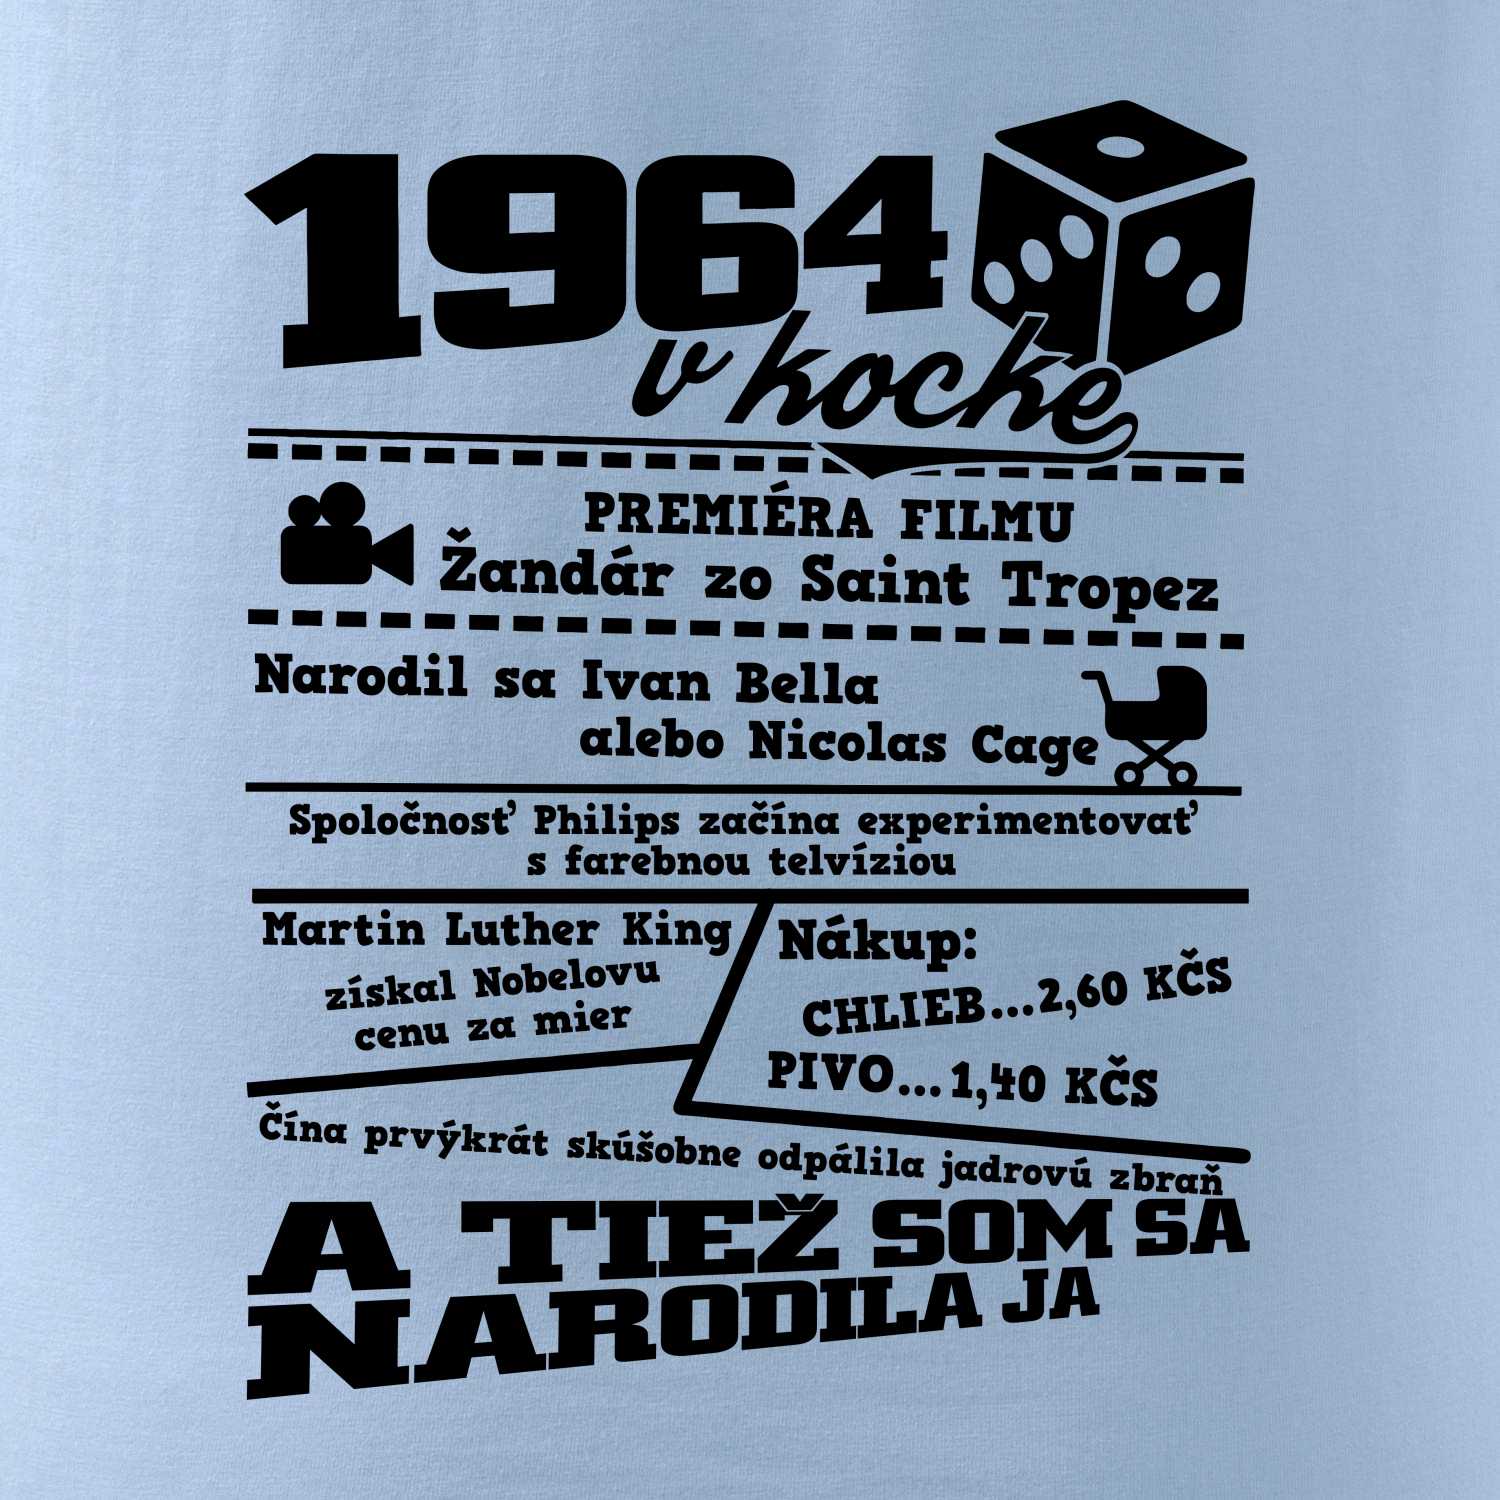 1964
v kocke
PREMIÉRA FILMU
Žandár zo Saint Tropez
Narodil sa Ivan Bella
alebo Nicolas Cage
Spoločnosť Philips začína experimentovať
s farebnou telvíziou
Martin Luther King
získal Nobelovu
cenu za mier
Nákup:
CHLIEB...2,60 KČS
PIVO...1,40 KČS
Čína prvýkrát skúšobne odpálila jadrovú zbraň
A TIEŽ SOM SA
NARODILA JA